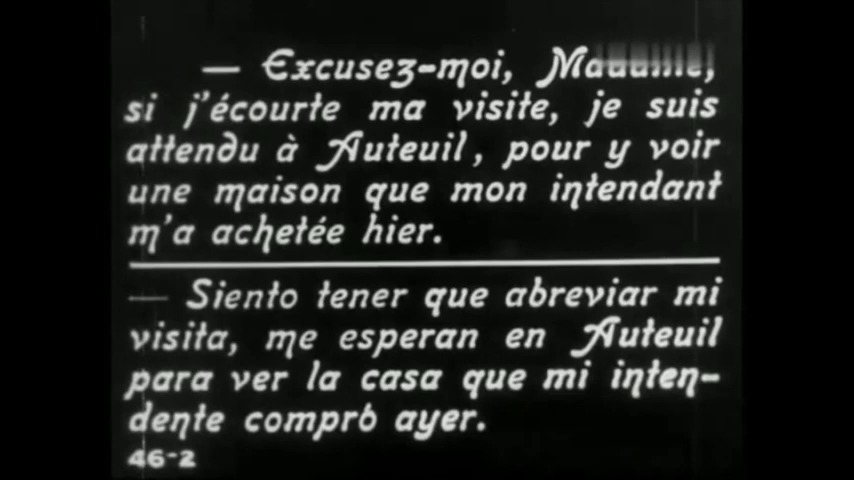 — Excusez-moi, Madame,
si j'écourte ma visite, je suis
attendu à Auteuil, pour y voir
une maison que mon intendant
m'a achetée hier.
— Siento tener que abreviar mi
visita, me esperan en Auteuil
para ver la casa que mi inten-
dente compró ayer.
46-2